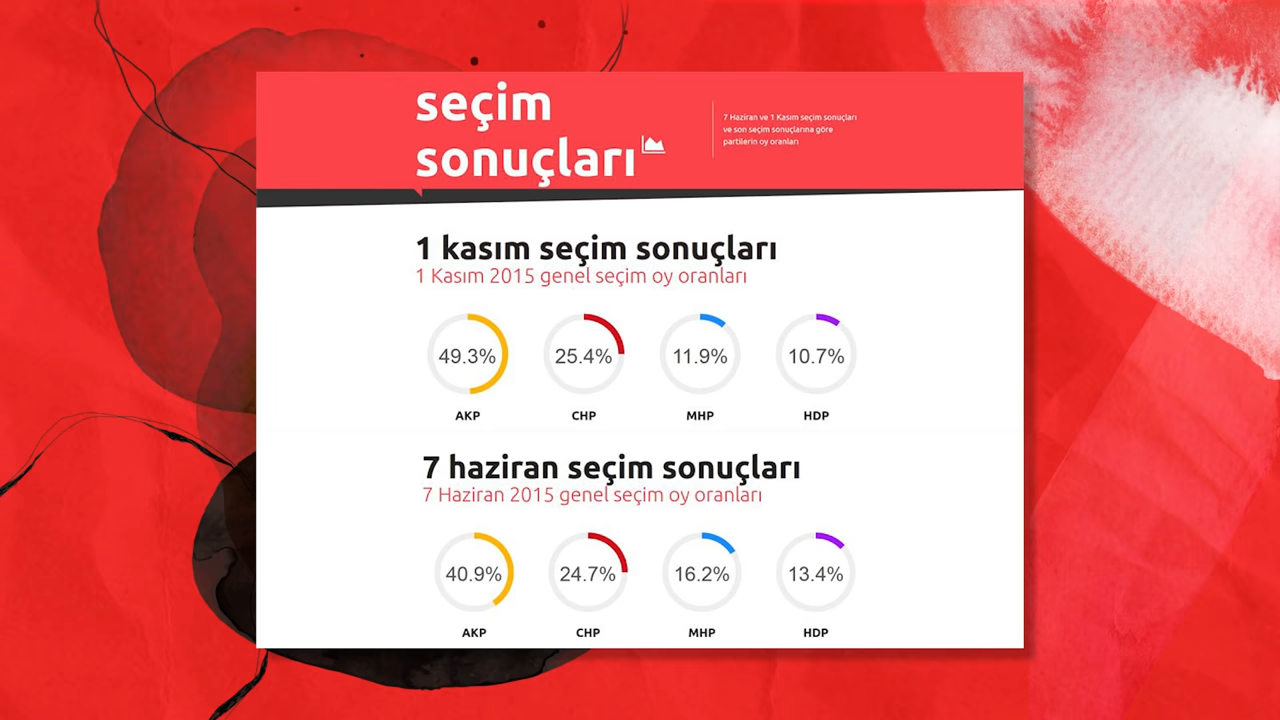 seçim
sonuçları
7 Haziran ve 1 Kasım seçim sonuçları
ve son seçim sonuçlarına göre
partilerin oy oranları
1 kasım seçim sonuçları
1 Kasım 2015 genel seçim oy oranları
49.3% 25.4% 11.9% 10.7%
AKP CHP MHP HDP
7 haziran seçim sonuçları
7 Haziran 2015 genel seçim oy oranları
40.9% 24.7% 16.2% 13.4%
AKP CHP MHP HDP